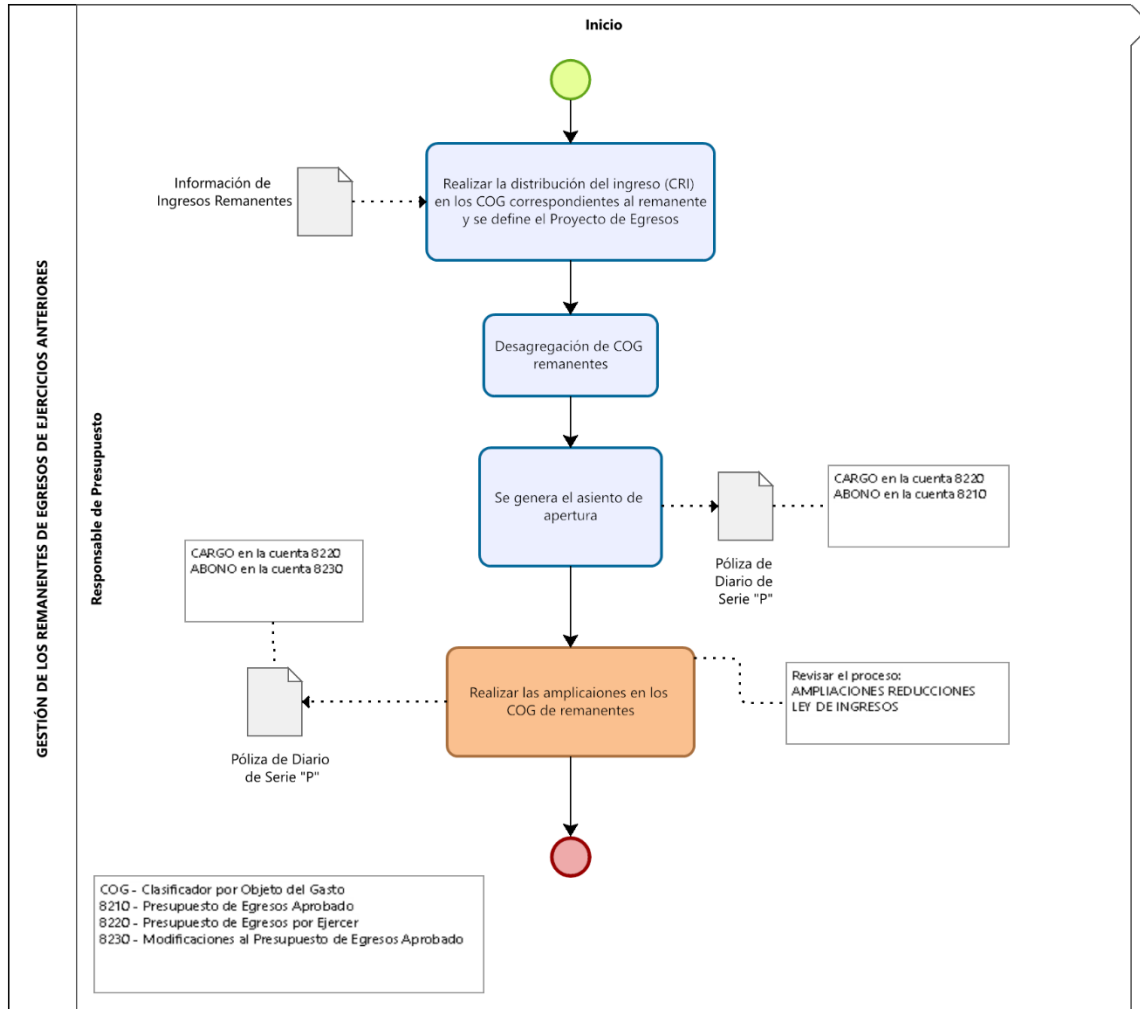 GESTIÓN DE LOS REMANENTES DE EGRESOS DE EJERCICIOS ANTERIORES
Responsable de Presupuesto
Inicio
Información de
Ingresos Remanentes
Realizar la distribución del ingreso (CRI)
en los COG correspondientes al remanente
y se define el Proyecto de Egresos
Desagregación de COG
remanentes
Se genera el asiento de
apertura
Póliza de
Diario de
Serie "P"
CARGO en la cuenta 8220
ABONO en la cuenta 8210
CARGO en la cuenta 8220
ABONO en la cuenta 8230
Póliza de Diario
de Serie "P"
Realizar las amplicaiones en los
COG de remanentes
Revisar el proceso:
AMPLIACIONES REDUCCIONES
LEY DE INGRESOS
COG - Clasificador por Objeto del Gasto
8210 - Presupuesto de Egresos Aprobado
8220 - Presupuesto de Egresos por Ejercer
8230 - Modificaciones al Presupuesto de Egresos Aprobado